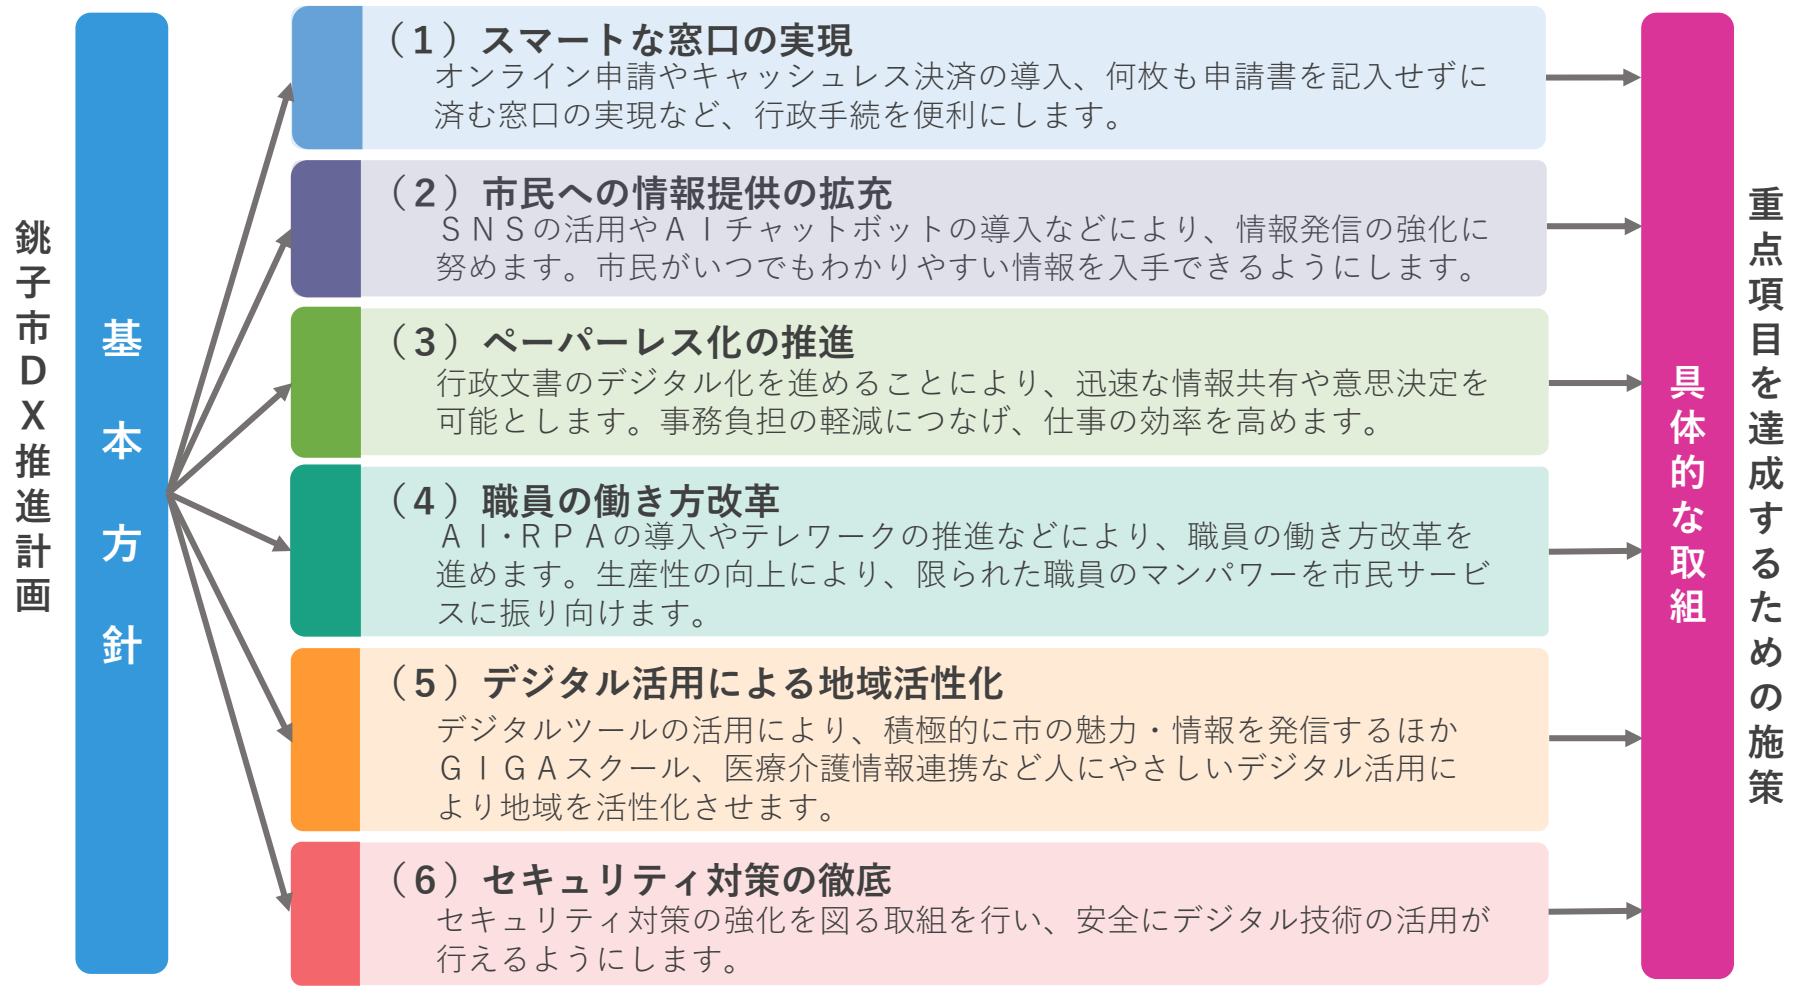 銚子市DX推進計画
基本方針
（1）スマートな窓口の実現
オンライン申請やキャッシュレス決済の導入、何枚も申請書を記入せずに
済む窓口の実現など、行政手続を便利にします。
（2）市民への情報提供の拡充
ＳＮＳの活用やＡＩチャットボットの導入などにより、情報発信の強化に
努めます。市民がいつでもわかりやすい情報を入手できるようにします。
（3）ペーパーレス化の推進
行政文書のデジタル化を進めることにより、迅速な情報共有や意思決定を
可能とします。事務負担の軽減につなげ、仕事の効率を高めます。
（4）職員の働き方改革
ＡＩ・ＲＰＡの導入やテレワークの推進などにより、職員の働き方改革を
進めます。生産性の向上により、限られた職員のマンパワーを市民サービ
スに振り向けます。
（5）デジタル活用による地域活性化
デジタルツールの活用により、積極的に市の魅力・情報を発信するほか
ＧＩＧＡスクール、医療介護情報連携など人にやさしいデジタル活用に
より地域を活性化させます。
（6）セキュリティ対策の徹底
セキュリティ対策の強化を図る取組を行い、安全にデジタル技術の活用が
行えるようにします。
具体的な取組
重点項目を達成するための施策